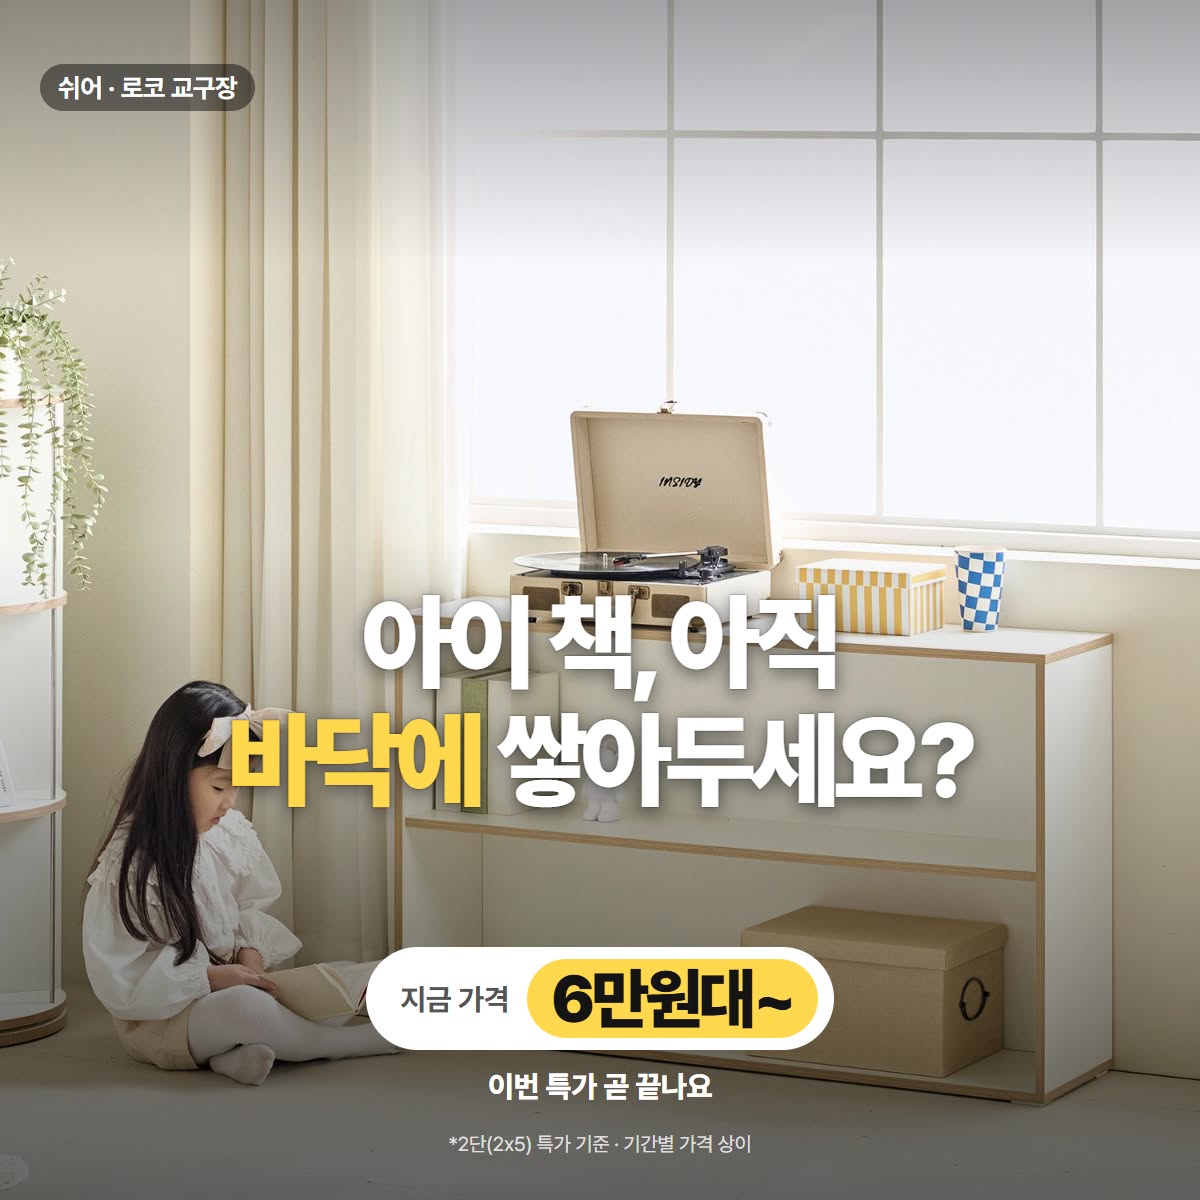 쉬어 · 로코 교구장
INSIDY
아이 책, 아직
바닥에 쌓아두세요?
지금 가격 6만원대~
이번 특가 곧 끝나요
*2단(2x5) 특가 기준 · 기간별 가격 상이